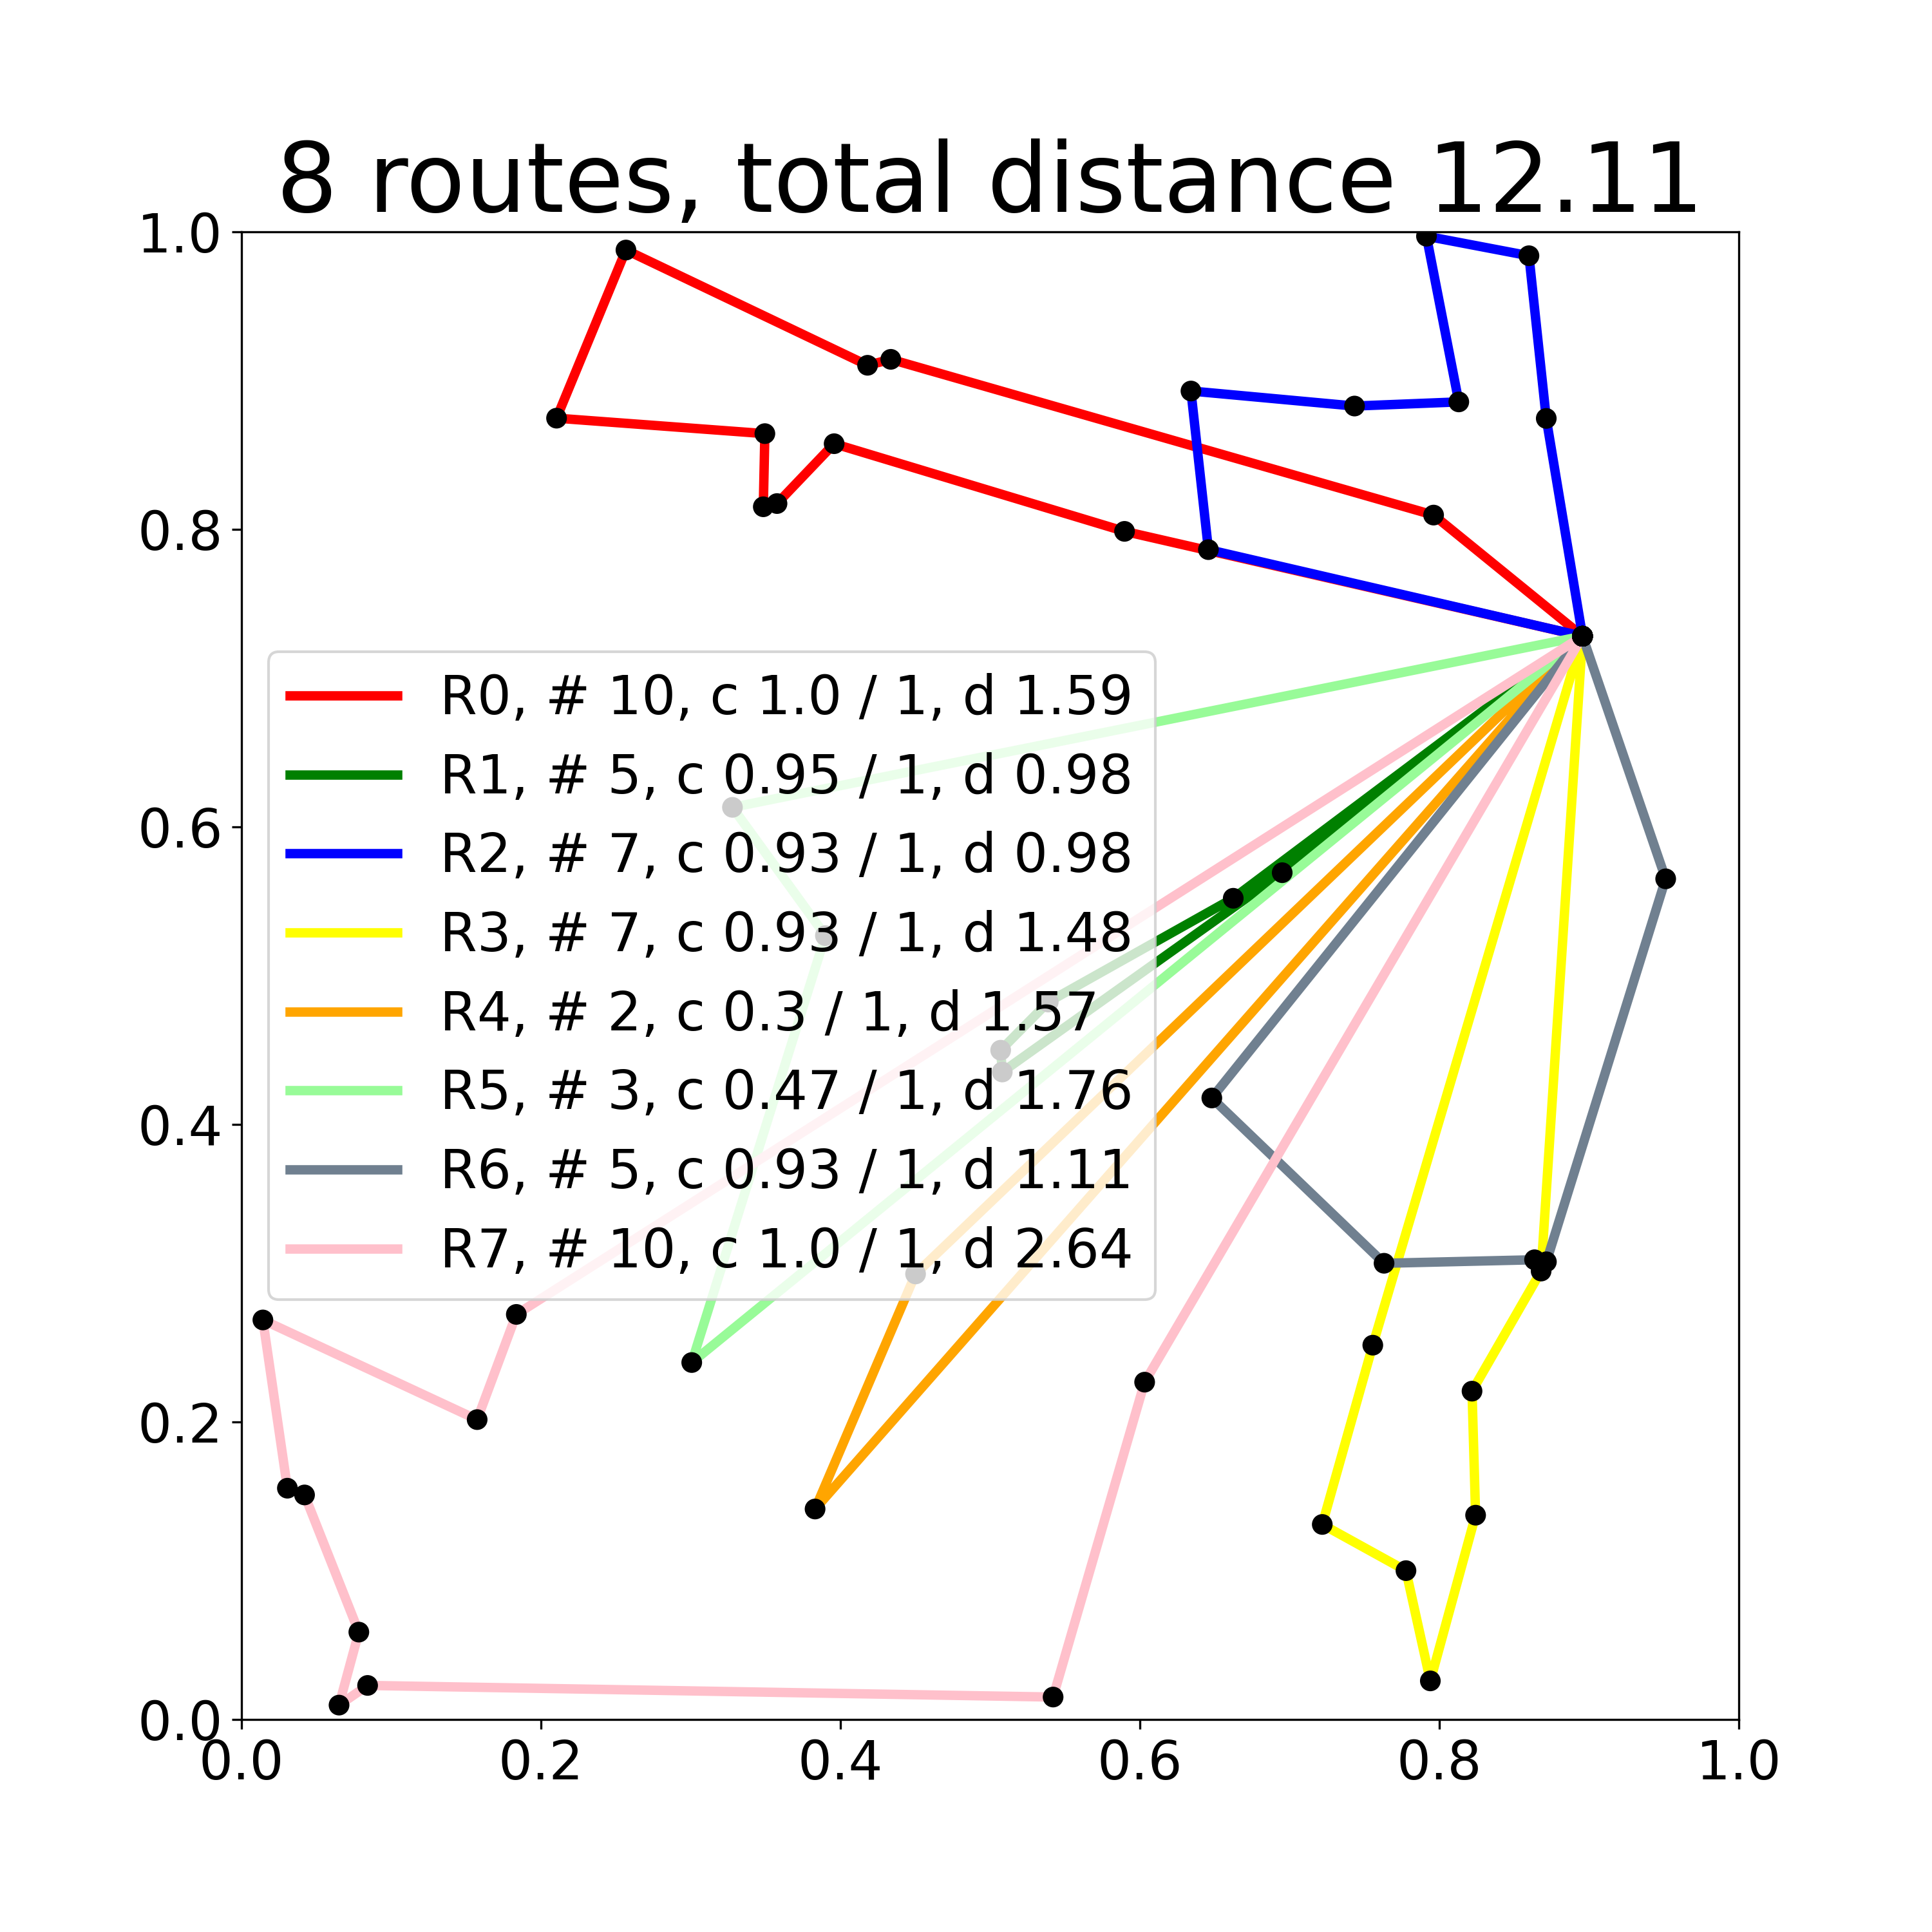 8 routes, total distance 12.11
1.0
0.8
0.6
0.4
0.2
0.0
R0, # 10, c 1.0 / 1, d 1.59
R1, # 5, c 0.95 / 1, d 0.98
R2, # 7, c 0.93 / 1, d 0.98
R3, # 7, c 0.93 / 1, d 1.48
R4, # 2, c 0.3 / 1, d 1.57
R5, # 3, c 0.47 / 1, d 1.76
R6, # 5, c 0.93 / 1, d 1.11
R7, # 10, c 1.0 / 1, d 2.64
0.0 0.2 0.4 0.6 0.8 1.0